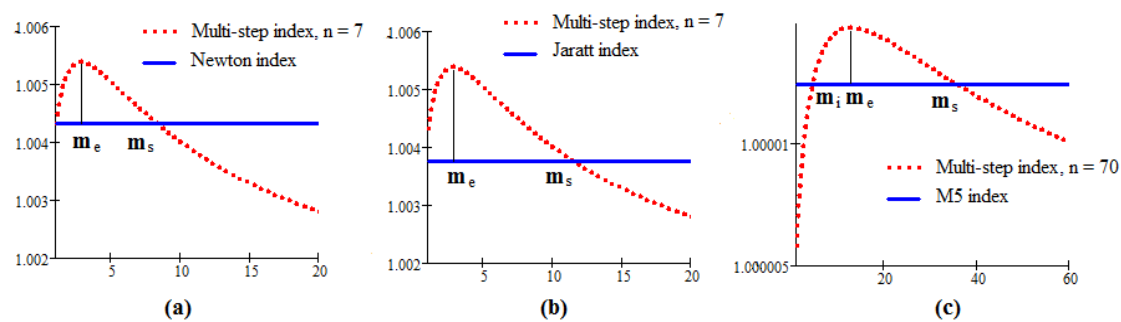 1.006
1.005
1.004
1.003
1.002
5
10
15
20
Multi-step index, n = 7
Newton index
m e
m s
(a)
1.006
1.005
1.004
1.003
1.002
5
10
15
20
Multi-step index, n = 7
Jaratt index
m e
m s
(b)
1.00001
1.000005
20
40
60
m i m e
m s
Multi-step index, n = 70
M5 index
(c)